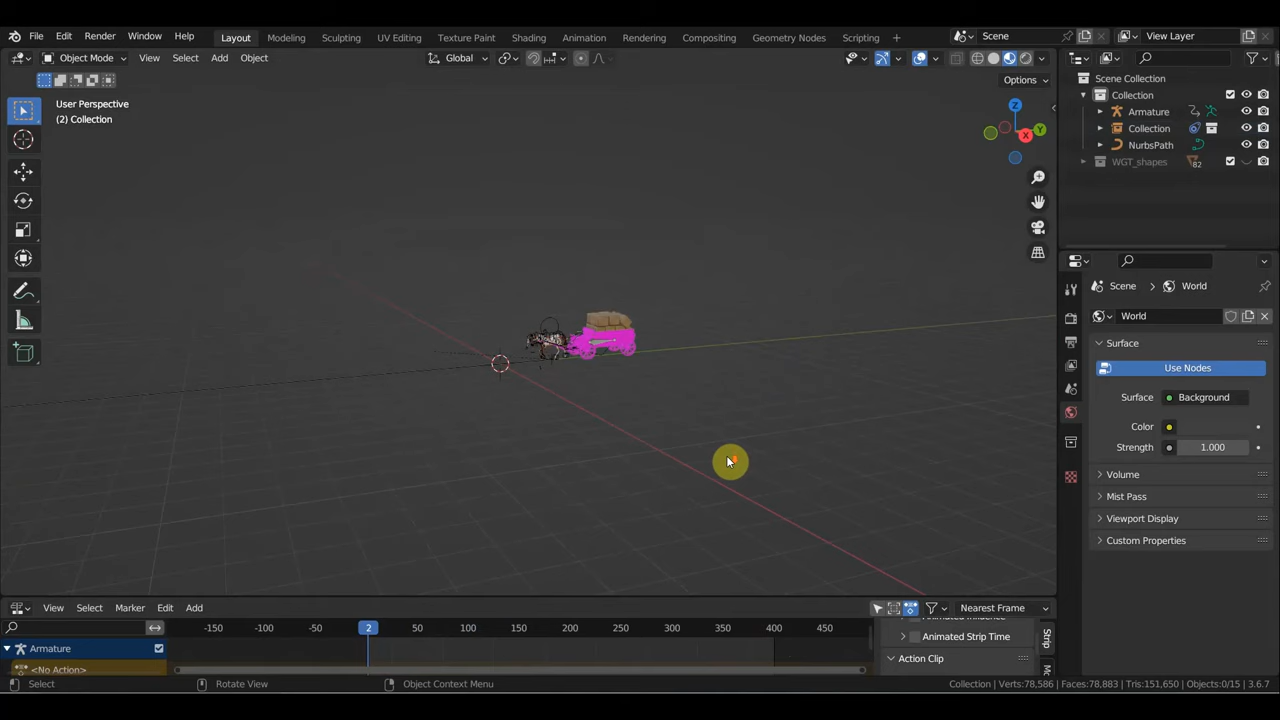 File Edit Render Window Help Layout Modeling Sculpting UV Editing Texture Paint Shading Animation Rendering Compositing Geometry Nodes Scripting + Scene View Layer
Object Mode View Select Add Object Global Options
User Perspective
(2) Collection
Z
Y
X
Scene Collection
Collection
Armature
Collection
NurbsPath
WGT_shapes 82
Scene > World
World
Surface
Use Nodes
Surface Background
Color
Strength 1.000
Volume
Mist Pass
Viewport Display
Custom Properties
View Select Marker Edit Add Nearest Frame
-150 -100 -50 2 50 100 150 200 250 300 350 400 450
Animated Influence
Animated Strip Time
Action Clip
Strip
Armature
<No Action>
Select Rotate View Object Context Menu Collection | Verts:78,586 | Faces:78,883 | Tris:151,650 | Objects:0/15 | 3.6.7